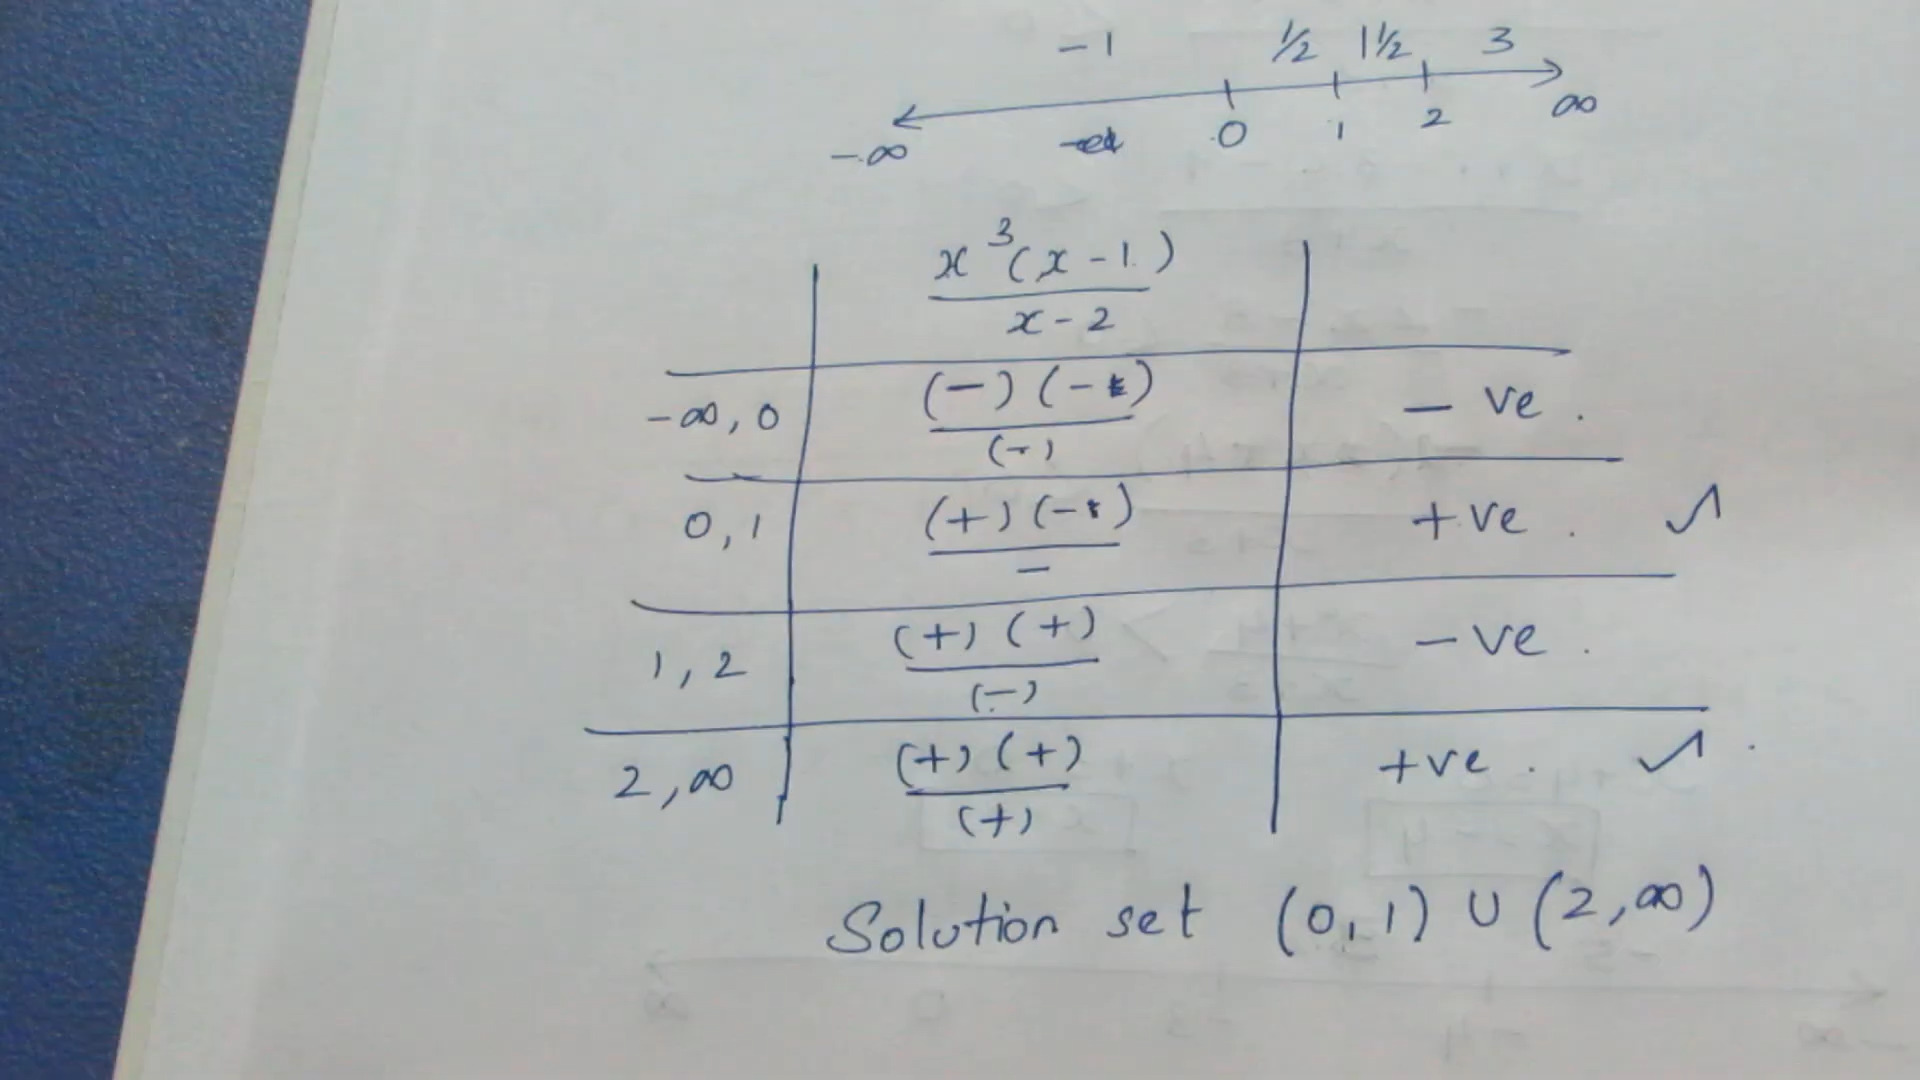 -1 ½ 1½ 3
-∞ 0 1 2 ∞
x³(x-1)
x-2
-∞, 0 (-)(-) - ve.
(-)
0, 1 (+)(-) +ve. ✓
-
1, 2 (+)(+) -ve.
(-)
2, ∞ (+)(+) +ve. ✓
(+)
Solution set (0,1) ∪ (2,∞)